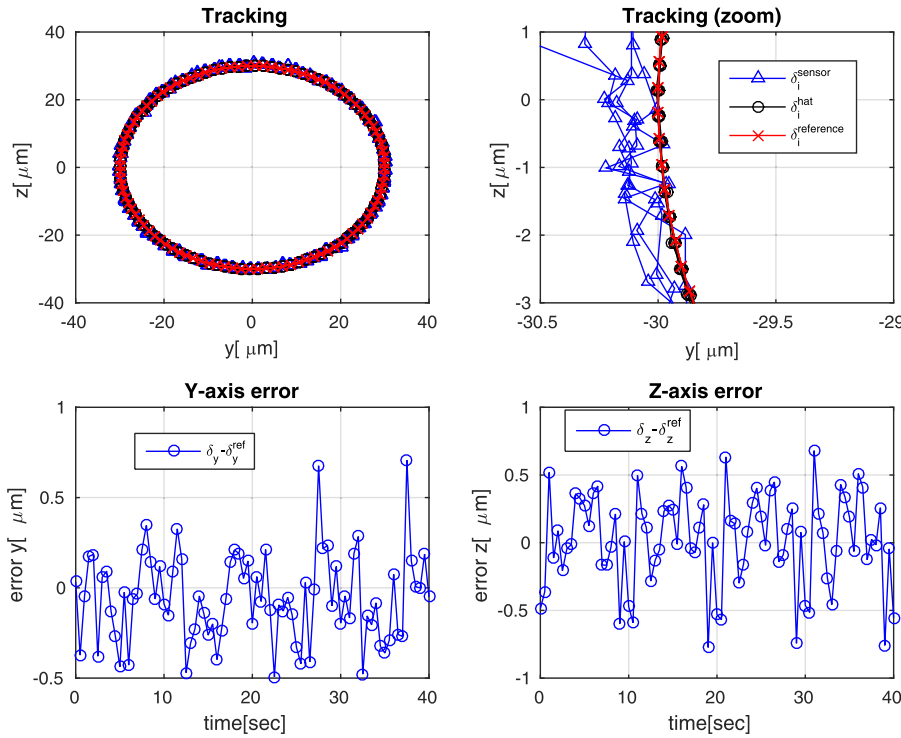 Tracking
40
20
0
-20
-40
z[ μm]
-40
-20
0
20
40
y[ μm]
Tracking (zoom)
1
0
-1
-2
-3
z[ μm]
-30.5
-30
-29.5
-29
y[ μm]
δ_i^sensor
δ_i^hat
δ_i^reference
Y-axis error
1
0.5
0
-0.5
error y[ μm]
0
10
20
30
40
time[sec]
δ_y-δ_y^ref
Z-axis error
1
0.5
0
-0.5
-1
error z[ μm]
0
10
20
30
40
time[sec]
δ_z-δ_z^ref